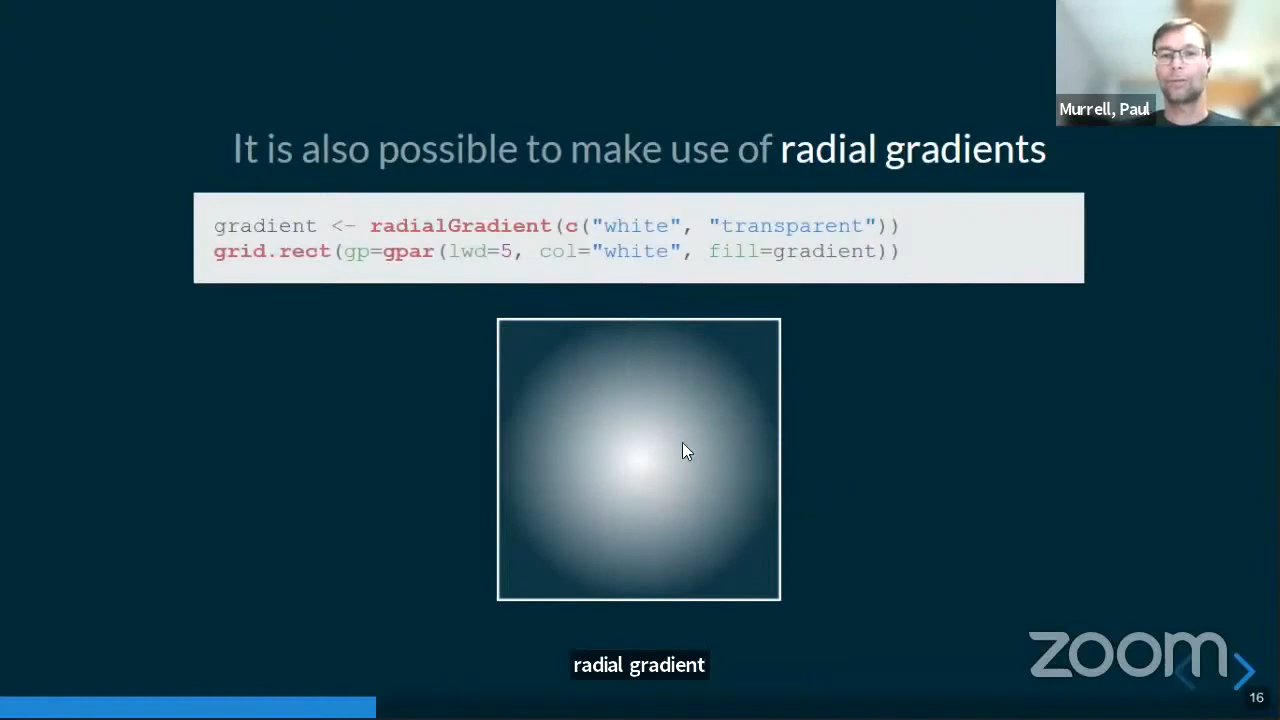 Murrell, Paul
It is also possible to make use of radial gradients
gradient <- radialGradient(c("white", "transparent"))
grid.rect(gp=gpar(lwd=5, col="white", fill=gradient))
radial gradient
zoom
16